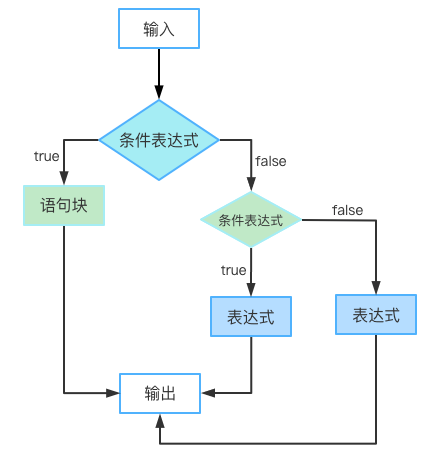 输入
条件表达式
true
false
语句块
条件表达式
false
true
表达式
表达式
输出